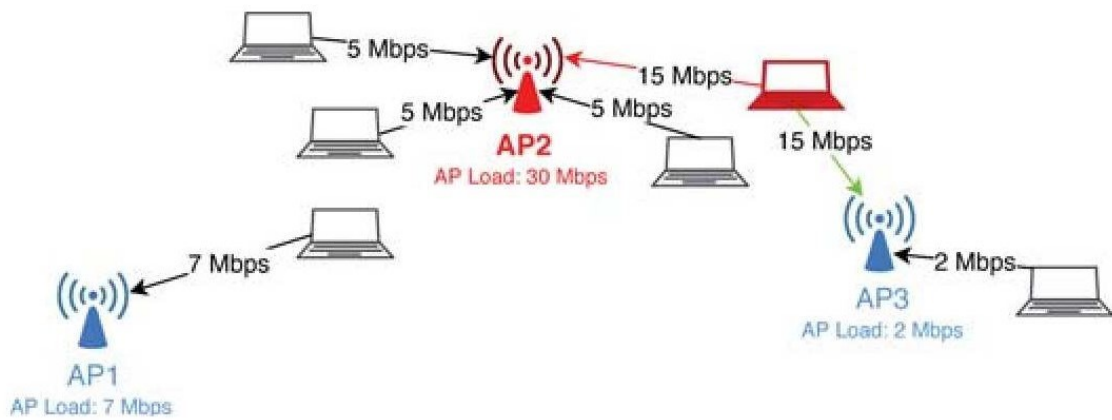 5 Mbps
15 Mbps
5 Mbps
5 Mbps
AP2
AP Load: 30 Mbps
15 Mbps
7 Mbps
2 Mbps
AP3
AP Load: 2 Mbps
AP1
AP Load: 7 Mbps